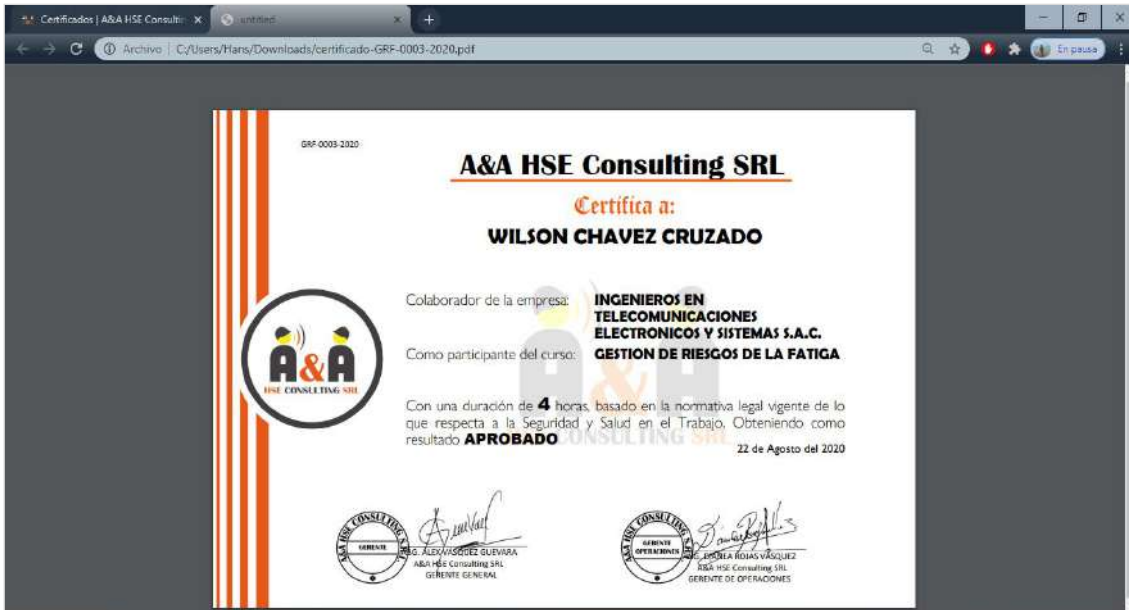 Certificados | A&A HSE Consultin
untitled
Archivo | C:/Users/Hans/Downloads/certificado-GRF-0003-2020.pdf
En pausa
GRF-0003-2020
A&A HSE Consulting SRL
Certifica a:
WILSON CHAVEZ CRUZADO
Colaborador de la empresa: INGENIEROS EN
TELECOMUNICACIONES
ELECTRONICOS Y SISTEMAS S.A.C.
Como participante del curso: GESTION DE RIESGOS DE LA FATIGA
A&A
HSE CONSULTING SRL
Con una duración de 4 horas, basado en la normativa legal vigente de lo
que respecta a la Seguridad y Salud en el Trabajo. Obteniendo como
resultado APROBADO
22 de Agosto del 2020
A&A HSE CONSULTING S.R.L.
GERENTE
ALEX VASQUEZ GUEVARA
A&A HSE Consulting SRL
GERENTE GENERAL
A&A HSE CONSULTING S.R.L.
GERENTE
OPERACIONES
ROJAS VASQUEZ
A&A HSE Consulting SRL
GERENTE DE OPERACIONES